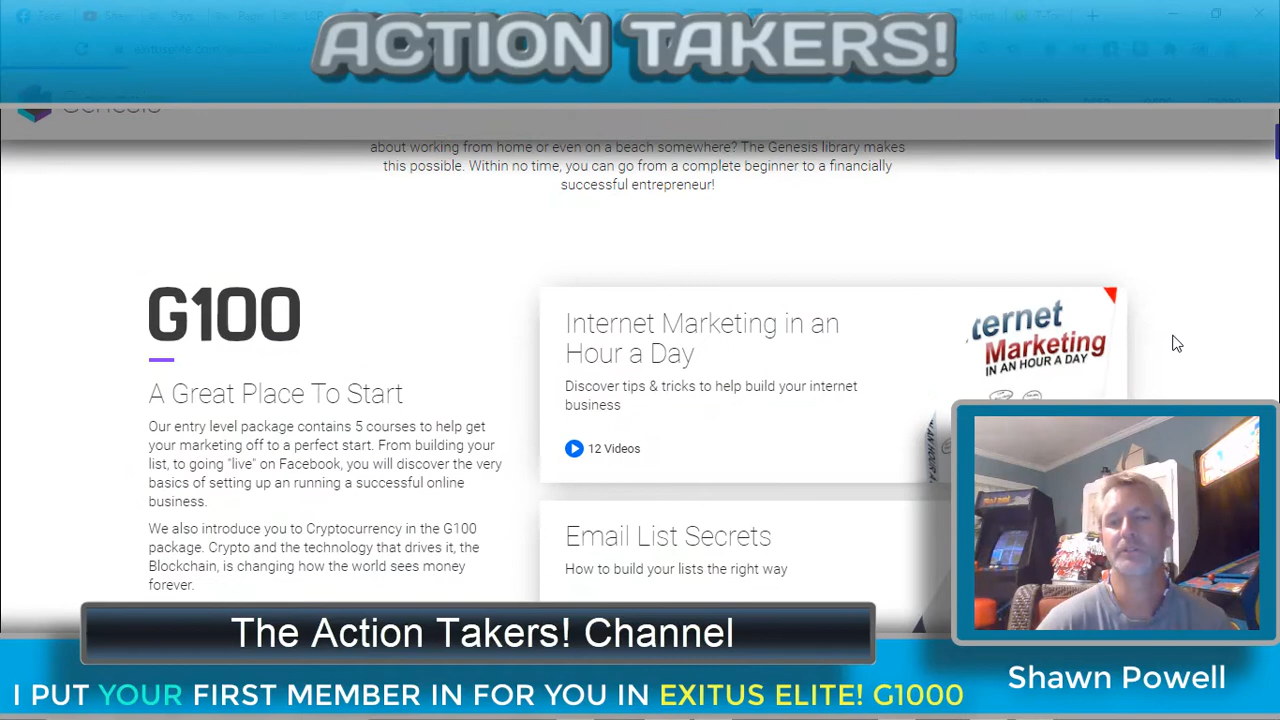 ACTION TAKERS!
Genesis
about working from home or even on a beach somewhere? The Genesis library makes
this possible. Within no time, you can go from a complete beginner to a financially
successful entrepreneur!
G100
A Great Place To Start
Our entry level package contains 5 courses to help get
your marketing off to a perfect start. From building your
list, to going "live" on Facebook, you will discover the very
basics of setting up an running a successful online
business.
We also introduce you to Cryptocurrency in the G100
package. Crypto and the technology that drives it, the
Blockchain, is changing how the world sees money
forever.
Internet Marketing in an
Hour a Day
Discover tips & tricks to help build your internet
business
12 Videos
ternet
Marketing
IN AN HOUR A DAY
Email List Secrets
How to build your lists the right way
The Action Takers! Channel
Shawn Powell
I PUT YOUR FIRST MEMBER IN FOR YOU IN EXITUS ELITE! G1000